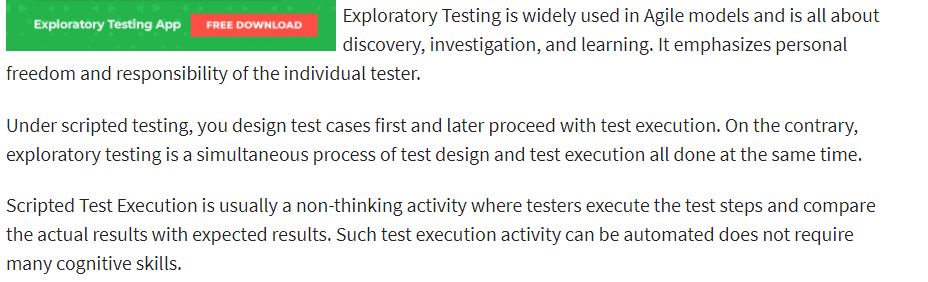 Exploratory Testing App FREE DOWNLOAD
Exploratory Testing is widely used in Agile models and is all about
discovery, investigation, and learning. It emphasizes personal
freedom and responsibility of the individual tester.
Under scripted testing, you design test cases first and later proceed with test execution. On the contrary,
exploratory testing is a simultaneous process of test design and test execution all done at the same time.
Scripted Test Execution is usually a non-thinking activity where testers execute the test steps and compare
the actual results with expected results. Such test execution activity can be automated does not require
many cognitive skills.